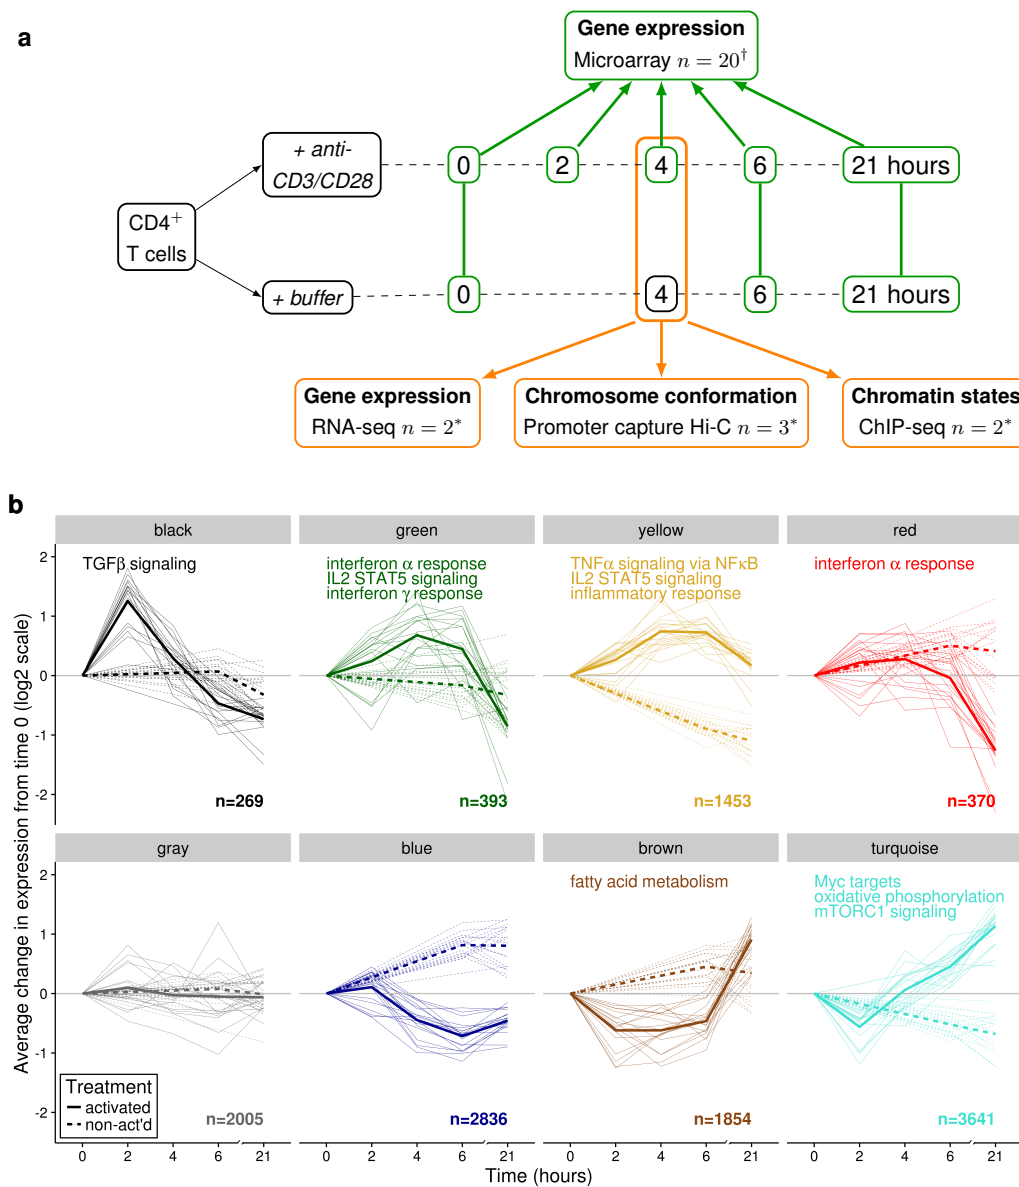 a
Gene expression
Microarray n = 20†
+ anti-
CD3/CD28
0
2
4
6
21 hours
CD4+
T cells
+ buffer
0
4
6
21 hours
Gene expression
RNA-seq n = 2*
Chromosome conformation
Promoter capture Hi-C n = 3*
Chromatin states
ChIP-seq n = 2*
b
Average change in expression from time 0 (log2 scale)
black
green
yellow
red
2
1
0
-1
-2
TGFβ signaling
n=269
interferon α response
IL2 STAT5 signaling
interferon γ response
n=393
TNFα signaling via NFκB
IL2 STAT5 signaling
inflammatory response
n=1453
interferon α response
n=370
gray
blue
brown
turquoise
2
1
0
-1
-2
Treatment
activated
non-act'd
n=2005
n=2836
fatty acid metabolism
n=1854
Myc targets
oxidative phosphorylation
mTORC1 signaling
n=3641
0 2 4 6 21 0 2 4 6 21 0 2 4 6 21 0 2 4 6 21
Time (hours)